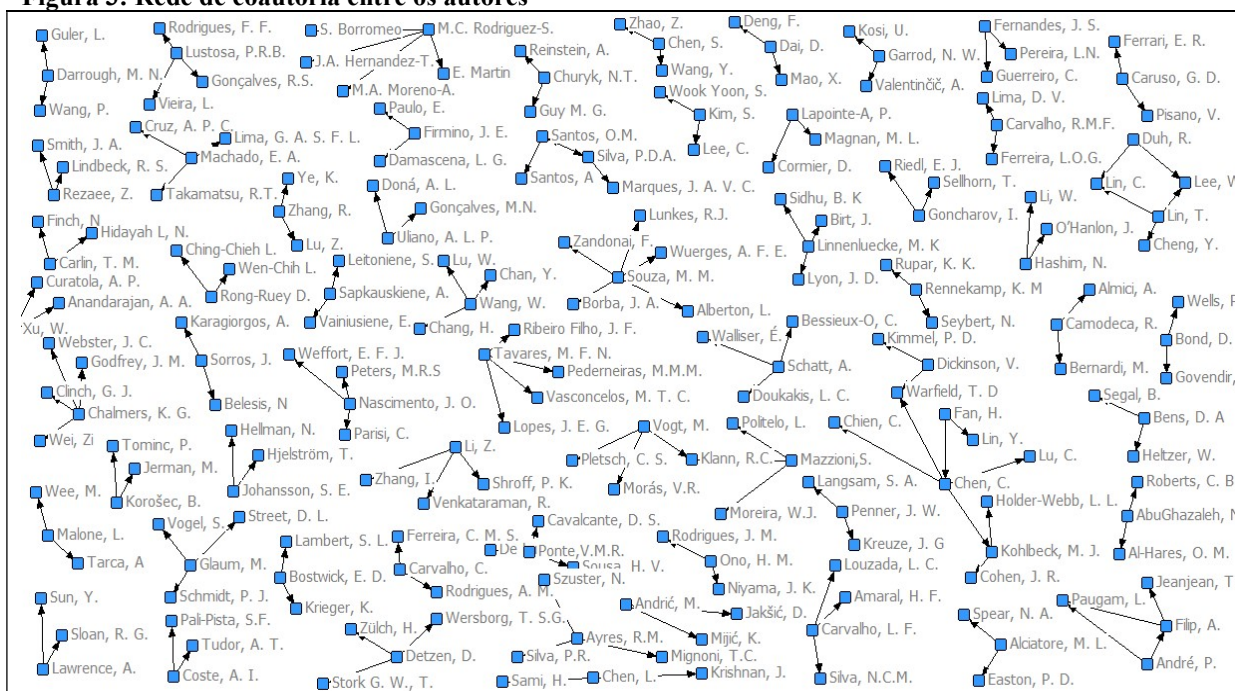 Figura 3: Rede de coautoria entre os autores
Guler, L.
Darrough, M. N.
Wang, P.
Rodrigues, F. F.
Lustosa, P.R.B.
Gonçalves, R.S.
Vieira, L.
S. Borromeo
M.C. Rodriguez-S.
J.A. Hernandez-T.
E. Martin
M.A. Moreno-A.
Reinstein, A.
Churyk, N.T.
Guy M. G.
Zhao, Z.
Chen, S.
Wang, Y.
Deng, F.
Dai, D.
Mao, X.
Kosi, U.
Garrod, N. W.
Valentinčič, A.
Fernandes, J. S.
Pereira, L.N.
Guerreiro, C.
Ferrari, E. R.
Caruso, G. D.
Pisano, V.
Cruz, A. P. C.
Lima, G. A. S. F. L.
Machado, E. A.
Takamatsu, R.T.
Paulo, E.
Firmino, J. E.
Damascena, L. G.
Santos, O.M.
Silva, P.D.A.
Santos, A
Marques, J. A. V. C.
Wook Yoon, S.
Kim, S.
Lee, C.
Lapointe-A, P.
Magnan, M. L.
Cormier, D.
Lima, D. V.
Carvalho, R.M.F.
Ferreira, L.O.G.
Duh, R.
Lin, C.
Lee, W
Lin, T.
Cheng, Y.
Smith, J. A.
Lindbeck, R. S.
Rezaee, Z.
Ye, K.
Zhang, R.
Lu, Z.
Doná, A. L.
Gonçalves, M.N.
Uliano, A. L. P.
Riedl, E. J.
Sellhorn, T.
Goncharov, I.
Li, W.
O'Hanlon, J.
Hashim, N.
Finch, N
Hidayah L, N.
Carlin, T. M.
Ching-Chieh L.
Wen-Chih L.
Rong-Ruey D.
Leitoniene, S.
Sapkauskiene, A.
Vainiusiene, E.
Lu, W.
Chan, Y.
Wang, W.
Chang, H.
Lunkes, R.J.
Zandonai, F.
Wuerges, A. F. E.
Souza, M. M.
Borba, J. A.
Alberton, L.
Sidhu, B. K
Birt, J.
Linnenluecke, M. K
Lyon, J. D.
Rupar, K. K.
Rennekamp, K. M
Seybert, N.
Almici, A.
Camodeca, R.
Bernardi, M.
Wells, P
Bond, D.
Govendir,
Curatola, A. P.
Anandarajan, A. A.
Xu, W.
Webster, J. C.
Godfrey, J. M.
Clinch, G. J.
Chalmers, K. G.
Wei, Zi
Karagiorgos, A.
Sorros, J.
Belesis, N
Weffort, E. F. J.
Peters, M.R.S
Nascimento, J. O.
Parisi, C.
Ribeiro Filho, J. F.
Tavares, M. F. N.
Pederneiras, M.M.M.
Vasconcelos, M. T. C.
Lopes, J. E. G.
Walliser, É.
Bessieux-O, C.
Schatt, A.
Doukakis, L. C.
Kimmel, P. D.
Dickinson, V.
Warfield, T. D
Segal, B.
Bens, D. A
Heltzer, W.
Tominc, P.
Jerman, M.
Korošec, B.
Hellman, N.
Hjelström, T.
Johansson, S. E.
Li, Z.
Zhang, I.
Shroff, P. K.
Venkataraman, R.
Vogt, M.
Pletsch, C. S.
Klann, R.C.
Morás, V.R.
Politelo, L.
Mazzioni,S.
Moreira, W.J.
Chien, C.
Fan, H.
Lin, Y.
Lu, C.
Chen, C.
Holder-Webb, L. L.
Kohlbeck, M. J.
Cohen, J. R.
Langsam, S. A.
Penner, J. W.
Kreuze, J. G
Roberts, C. B
AbuGhazaleh, N
Al-Hares, O. M.
Wee, M.
Malone, L.
Tarca, A
Vogel, S.
Street, D. L.
Glaum, M.
Schmidt, P. J.
Lambert, S. L.
Bostwick, E. D.
Krieger, K.
Ferreira, C. M. S.
Carvalho, C.
Rodrigues, A. M.
Cavalcante, D. S.
Ponte,V.M.R.
Sousa, H. V.
Rodrigues, J. M.
Ono, H. M.
Niyama, J. K.
Louzada, L. C.
Amaral, H. F.
Carvalho, L. F.
Silva, N.C.M.
Jeanjean, T
Paugam, L.
Filip, A.
André, P.
Sun, Y.
Sloan, R. G.
Lawrence, A.
Pali-Pista, S.F.
Tudor, A. T.
Coste, A. I.
Zülch, H.
Wersborg, T. S.G.
Detzen, D.
Stork G. W., T.
Szuster, N.
Ayres, R.M.
Silva, P.R.
Mignoni, T.C.
Andrić, M.
Jakšić, D.
Mijić, K.
Sami, H.
Chen, L.
Krishnan, J.
Spear, N. A.
Alciatore, M. L.
Easton, P. D.